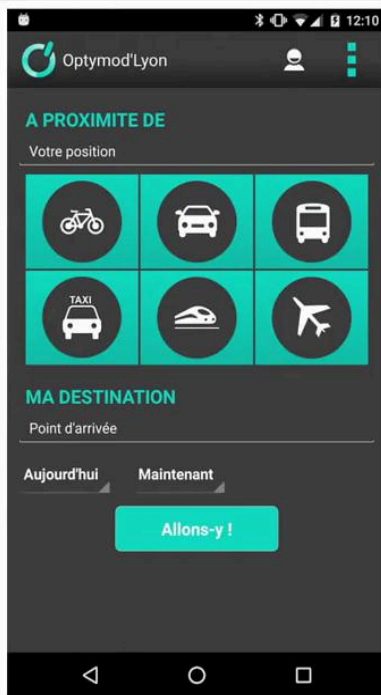 12:10
Optymod'Lyon
A PROXIMITE DE
Votre position
TAXI
MA DESTINATION
Point d'arrivée
Aujourd'hui Maintenant
Allons-y !